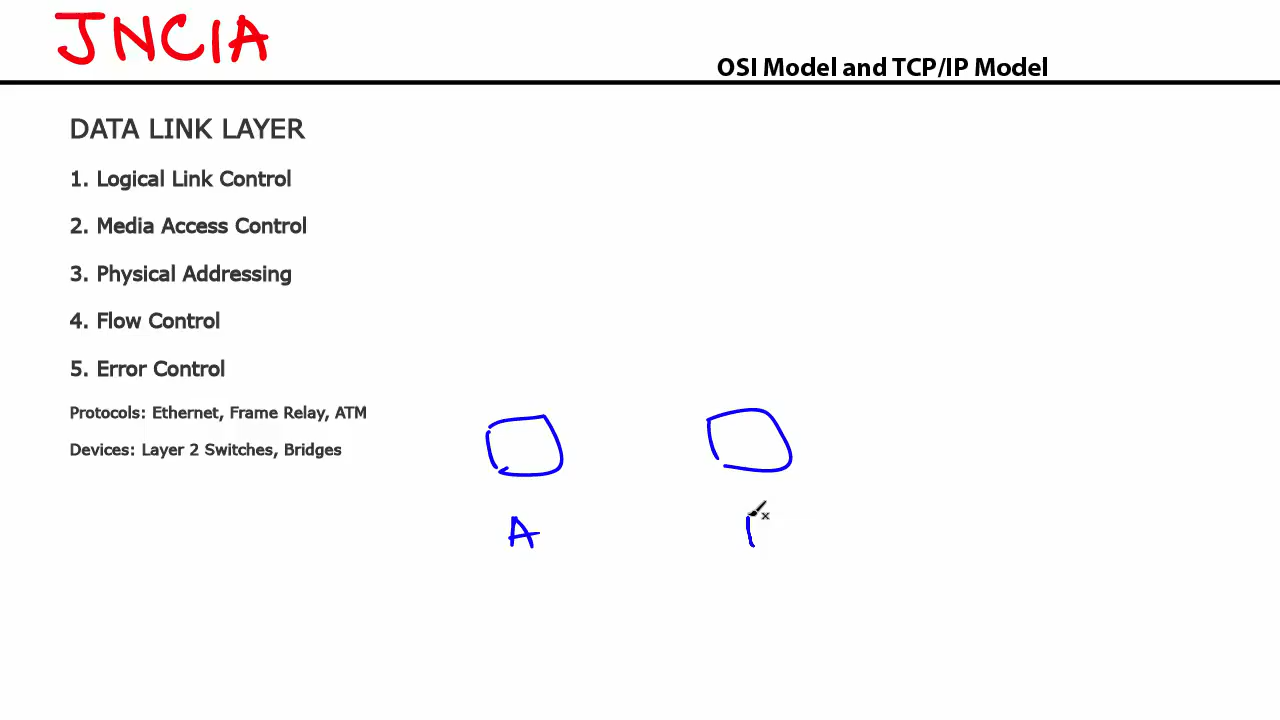 JNCIA
OSI Model and TCP/IP Model
DATA LINK LAYER
1. Logical Link Control
2. Media Access Control
3. Physical Addressing
4. Flow Control
5. Error Control
Protocols: Ethernet, Frame Relay, ATM
Devices: Layer 2 Switches, Bridges
A